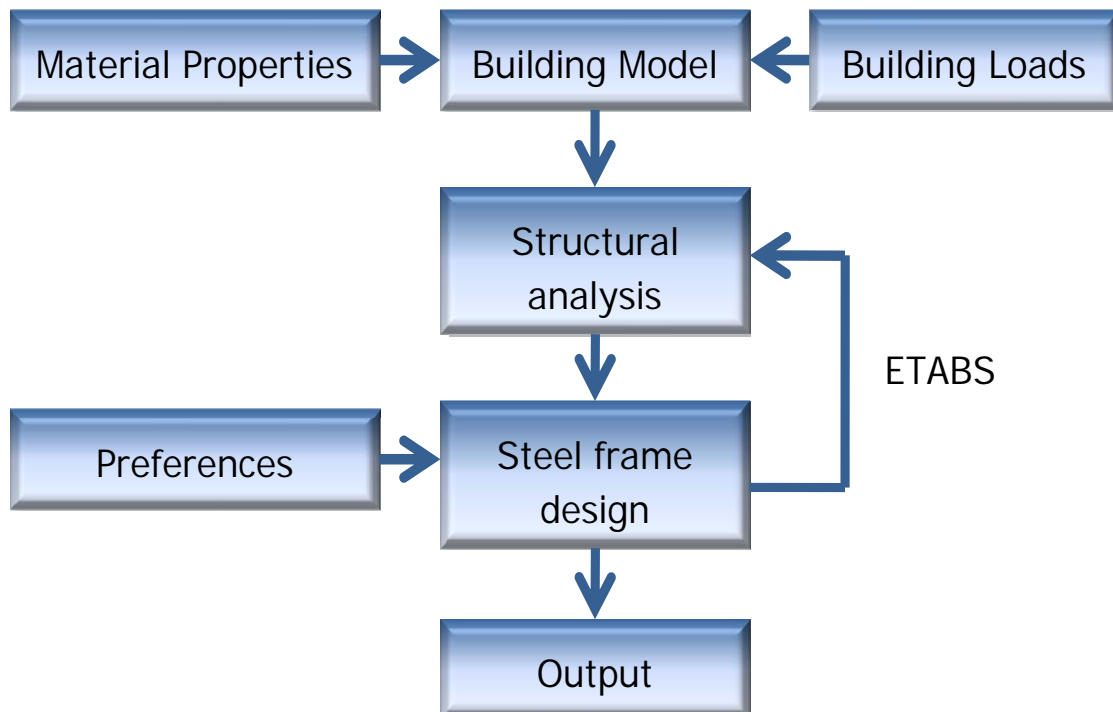 Material Properties
Building Model
Building Loads
Structural
analysis
ETABS
Preferences
Steel frame
design
Output